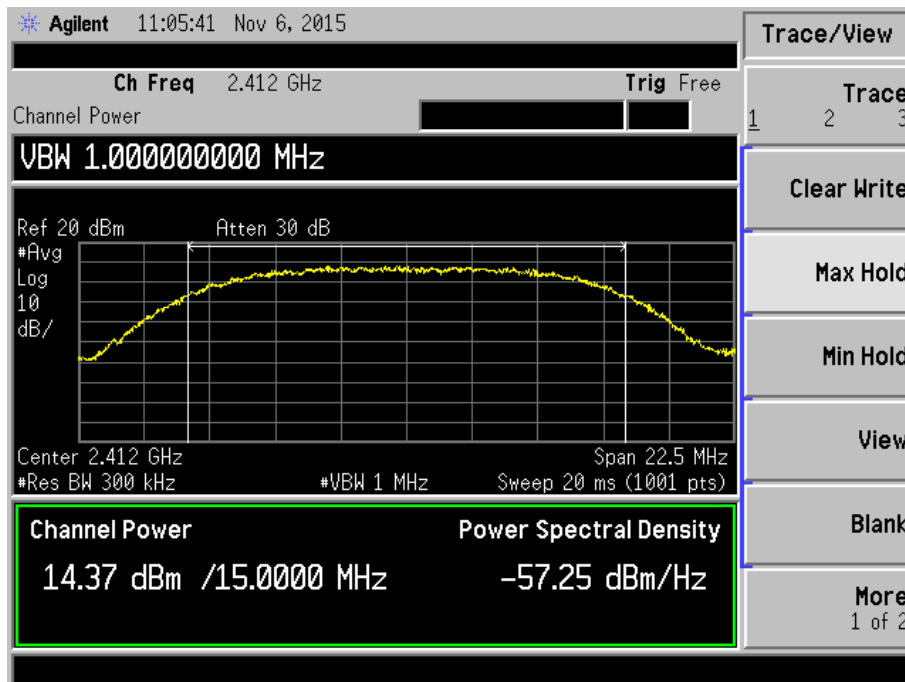 Agilent 11:05:41 Nov 6, 2015
Trace/View
Ch Freq 2.412 GHz Trig Free
Channel Power
Trace
1 2 3
VBW 1.000000000 MHz
Clear Write
Ref 20 dBm Atten 30 dB
#Avg
Log
10
dB/
Max Hold
Min Hold
View
Center 2.412 GHz Span 22.5 MHz
#Res BW 300 kHz #VBW 1 MHz Sweep 20 ms (1001 pts)
Channel Power Power Spectral Density
Blank
14.37 dBm /15.0000 MHz -57.25 dBm/Hz
More
1 of 2